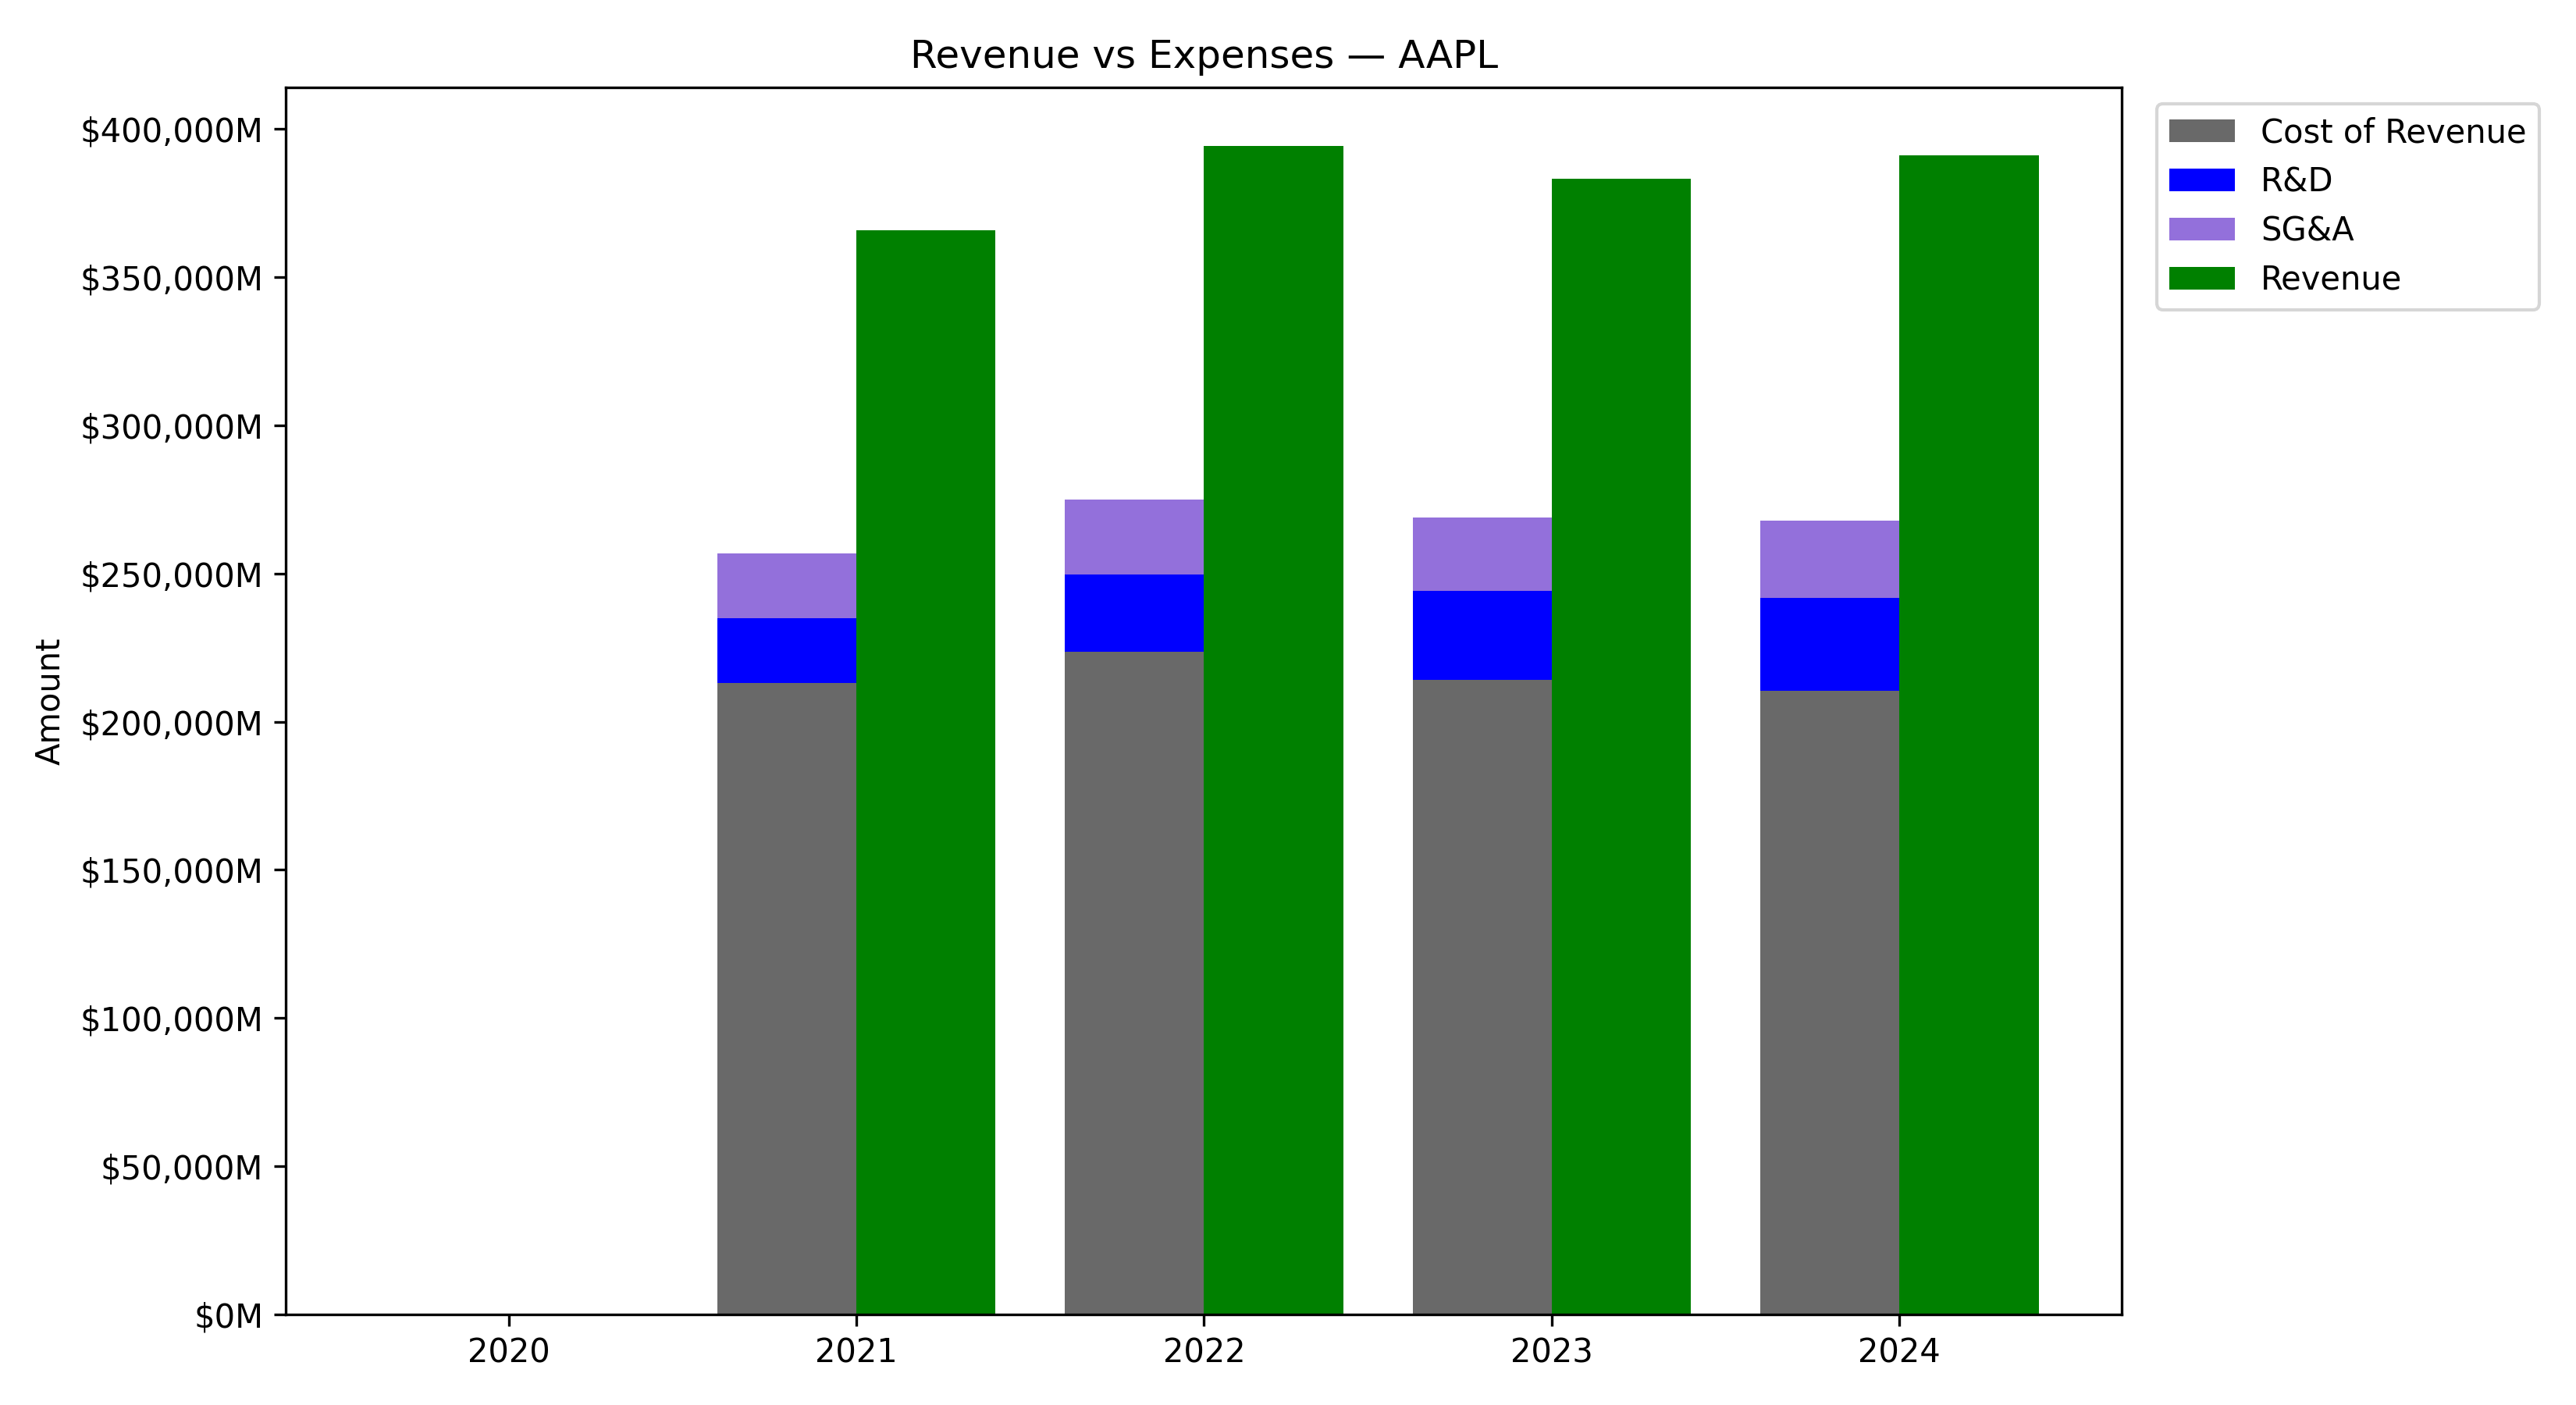 Revenue vs Expenses — AAPL
$400,000M
$350,000M
$300,000M
$250,000M
$200,000M
$150,000M
$100,000M
$50,000M
$0M
Amount
2020
2021
2022
2023
2024
Cost of Revenue
R&D
SG&A
Revenue